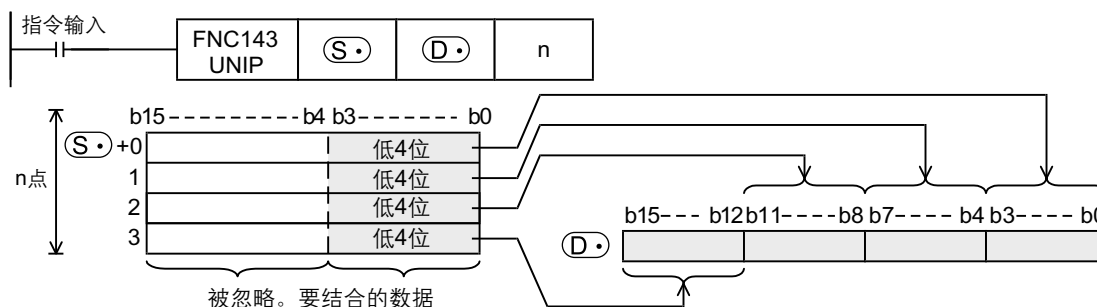 指令输入
FNC143
UNIP
S・
D・
n
b15 b4 b3 b0
n点
S・ +0 低4位
1 低4位
2 低4位
3 低4位
被忽略。要结合的数据
b15 b12 b11 b8 b7 b4 b3 b0
D・